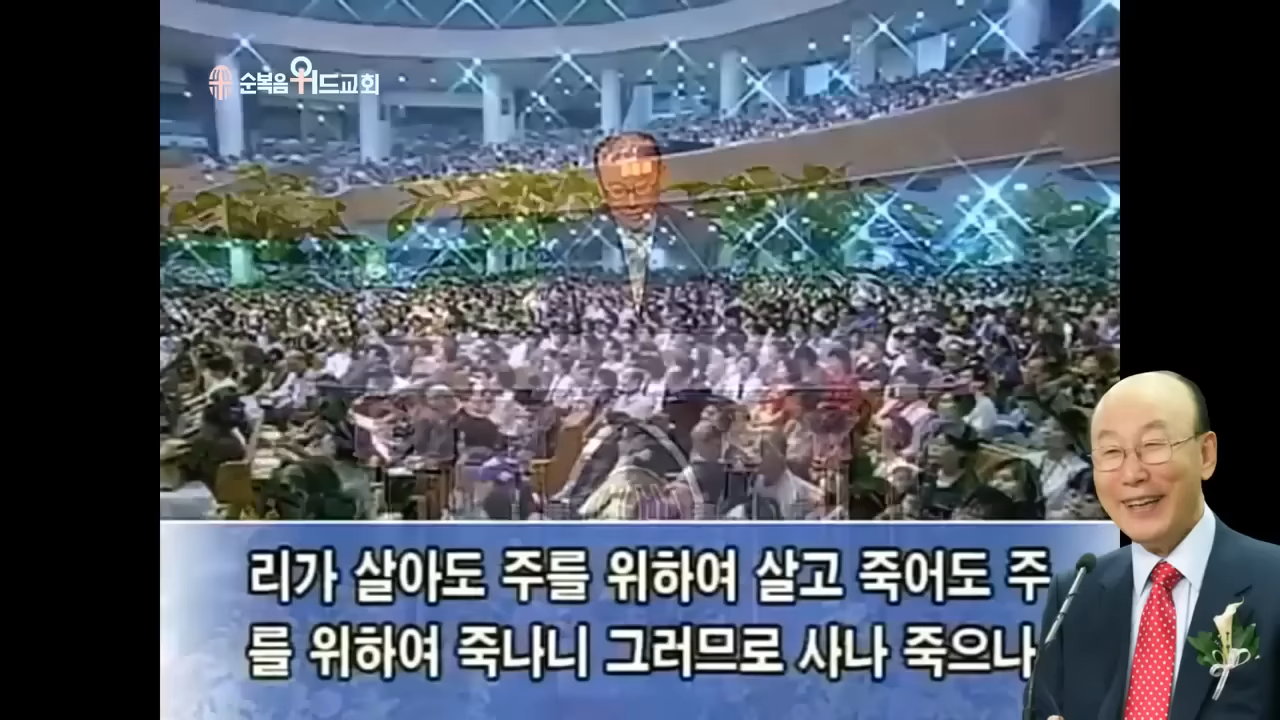 순복음워드교회
리가 살아도 주를 위하여 살고 죽어도 주
를 위하여 죽나니 그러므로 사나 죽으나